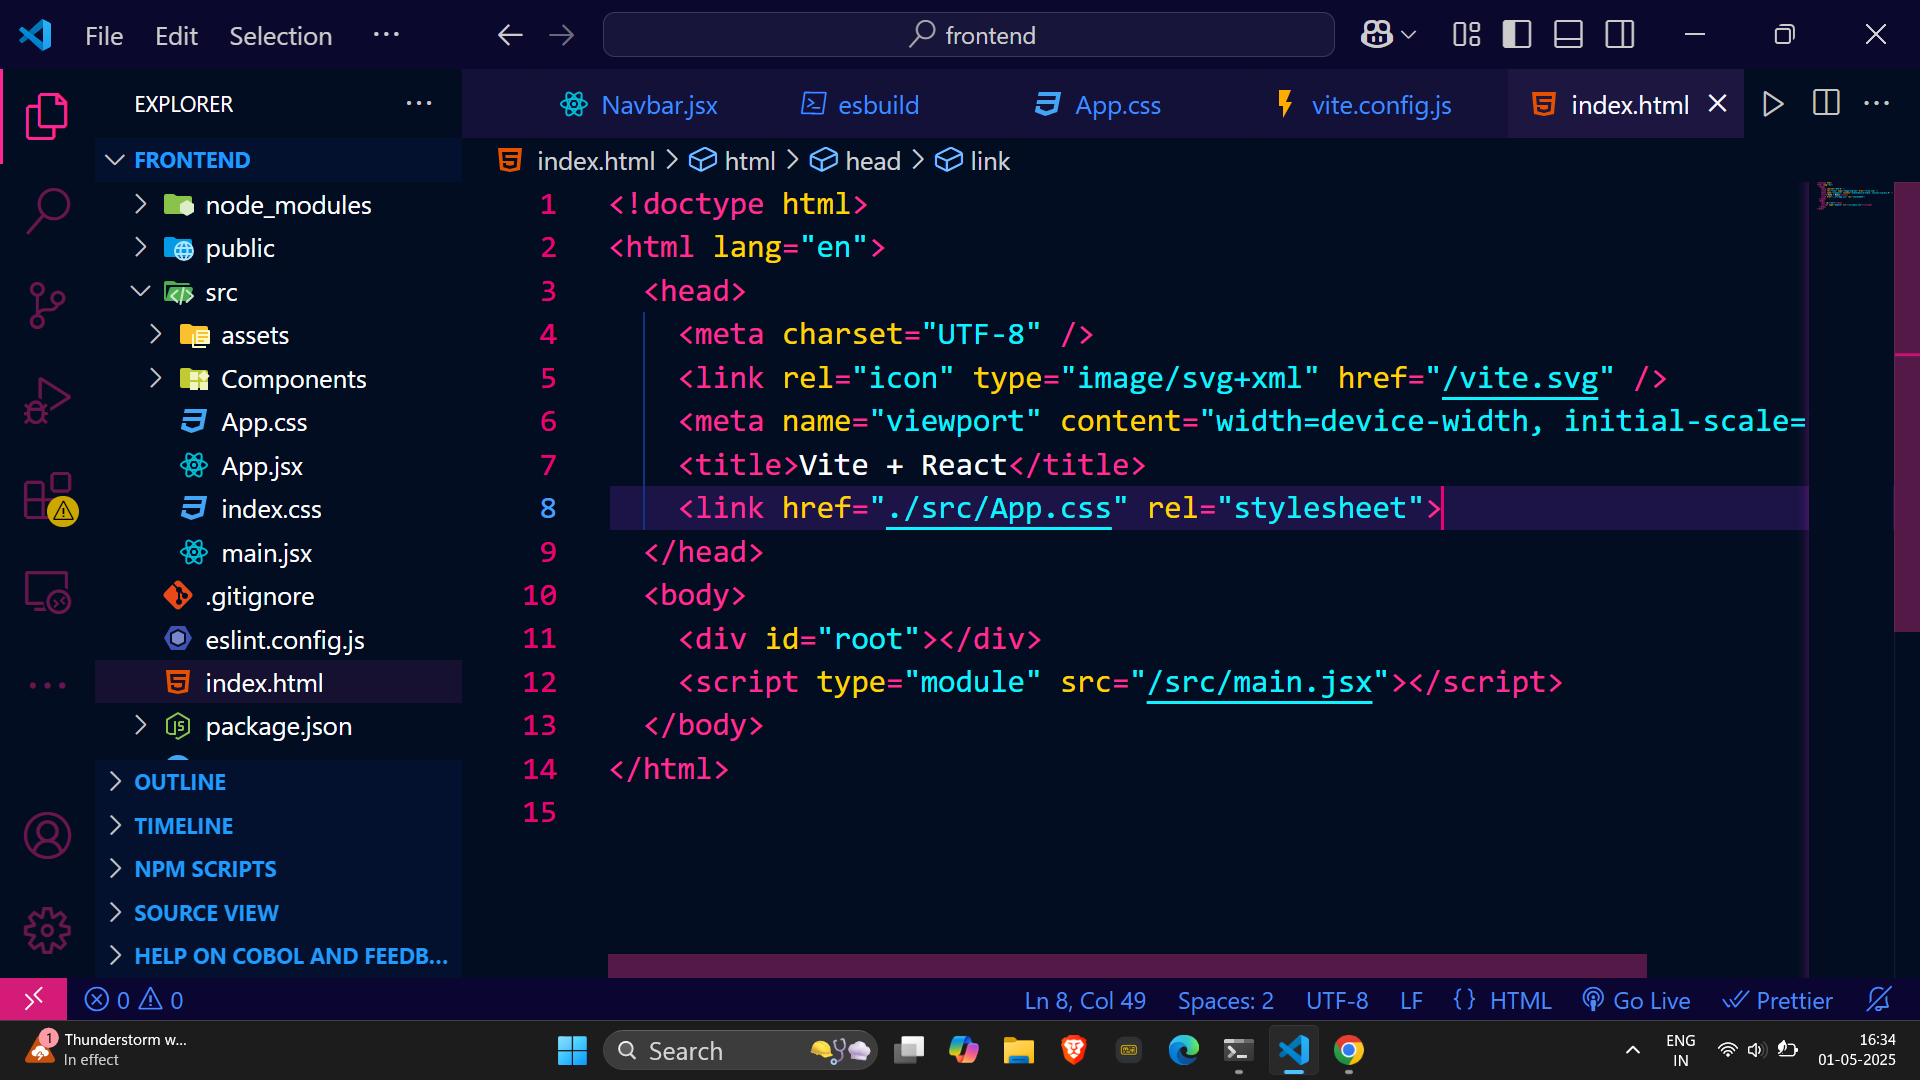 File Edit Selection ··· frontend
EXPLORER ···
FRONTEND
node_modules
public
src
assets
Components
App.css
App.jsx
index.css
main.jsx
.gitignore
eslint.config.js
index.html
package.json
OUTLINE
TIMELINE
NPM SCRIPTS
SOURCE VIEW
HELP ON COBOL AND FEEDB...
Navbar.jsx esbuild App.css vite.config.js index.html
index.html > html > head > link
1 <!doctype html>
2 <html lang="en">
3 <head>
4 <meta charset="UTF-8" />
5 <link rel="icon" type="image/svg+xml" href="/vite.svg" />
6 <meta name="viewport" content="width=device-width, initial-scale=
7 <title>Vite + React</title>
8 <link href="./src/App.css" rel="stylesheet">
9 </head>
10 <body>
11 <div id="root"></div>
12 <script type="module" src="/src/main.jsx"></script>
13 </body>
14 </html>
15
0 0 Ln 8, Col 49 Spaces: 2 UTF-8 LF {} HTML Go Live Prettier
1 Thunderstorm w...
In effect
Search
ENG
IN
16:34
01-05-2025